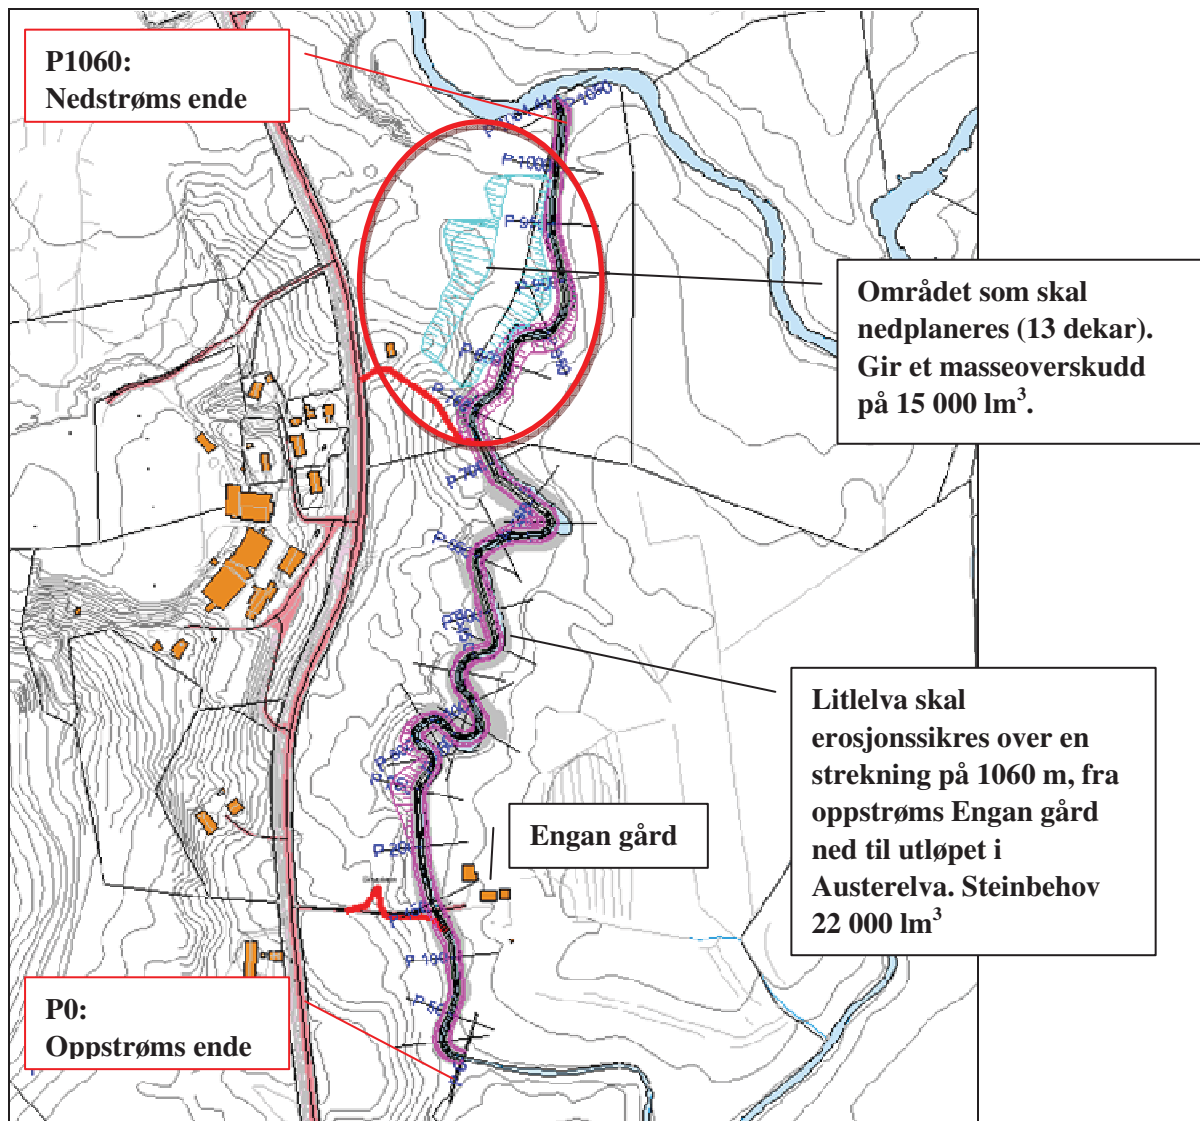 P1060:
Nedstrøms ende
Området som skal
nedplaneres (13 dekar).
Gir et masseoverskudd
på 15 000 lm³.
Litlelva skal
erosjonssikres over en
strekning på 1060 m, fra
oppstrøms Engan gård
ned til utløpet i
Austerelva. Steinbehov
22 000 lm³
Engan gård
P0:
Oppstrøms ende